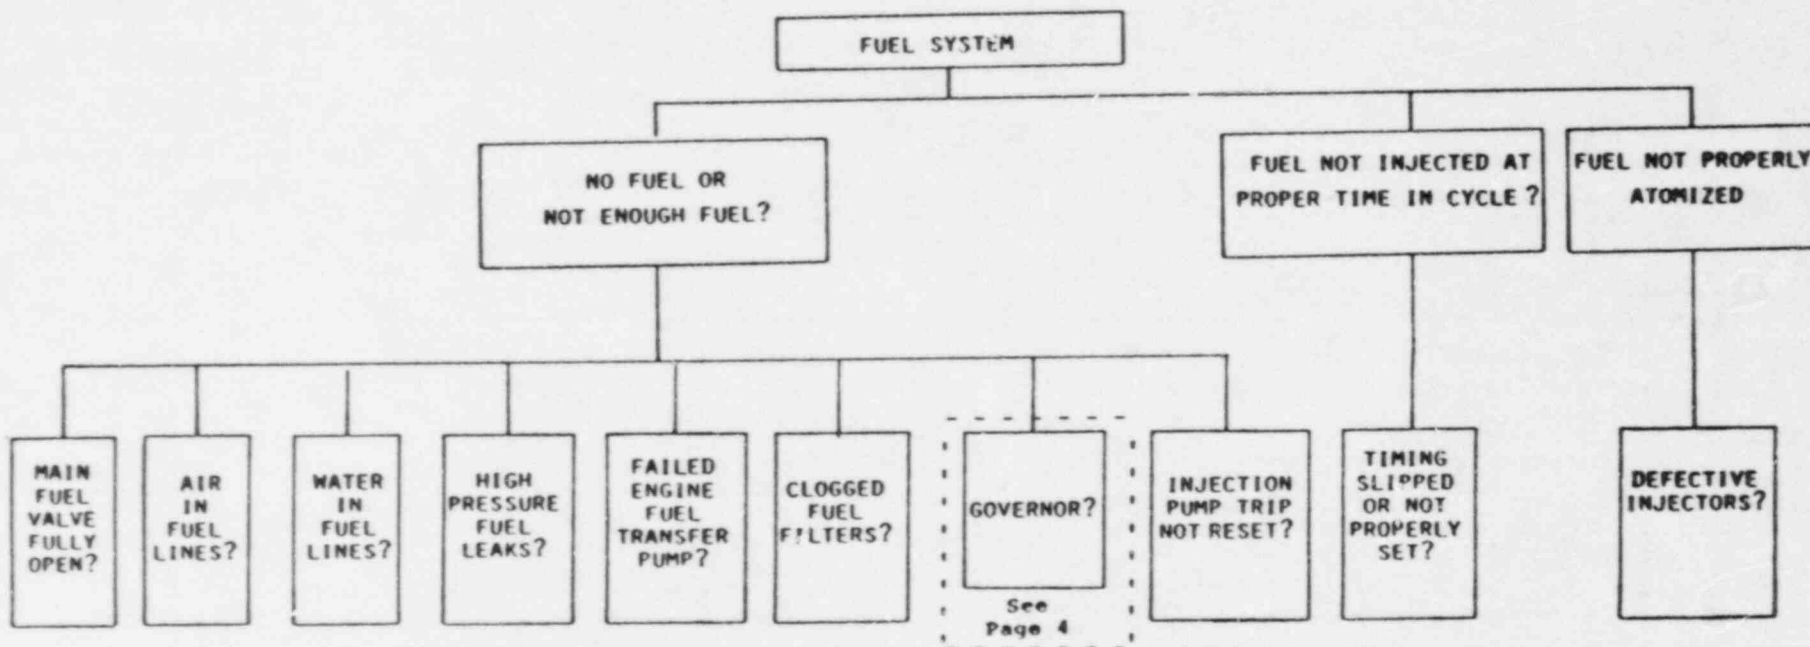 FUEL SYSTEM
NO FUEL OR
NOT ENOUGH FUEL?
FUEL NOT INJECTED AT
PROPER TIME IN CYCLE?
FUEL NOT PROPERLY
ATOMIZED
MAIN
FUEL
VALVE
FULLY
OPEN?
AIR
IN
FUEL
LINES?
WATER
IN
FUEL
LINES?
HIGH
PRESSURE
FUEL
LEAKS?
FAILED
ENGINE
FUEL
TRANSFER
PUMP?
CLOGGED
FUEL
FILTERS?
GOVERNOR?
See
Page 4
INJECTION
PUMP TRIP
NOT RESET?
TIMING
SLIPPED
OR NOT
PROPERLY
SET?
DEFECTIVE
INJECTORS?